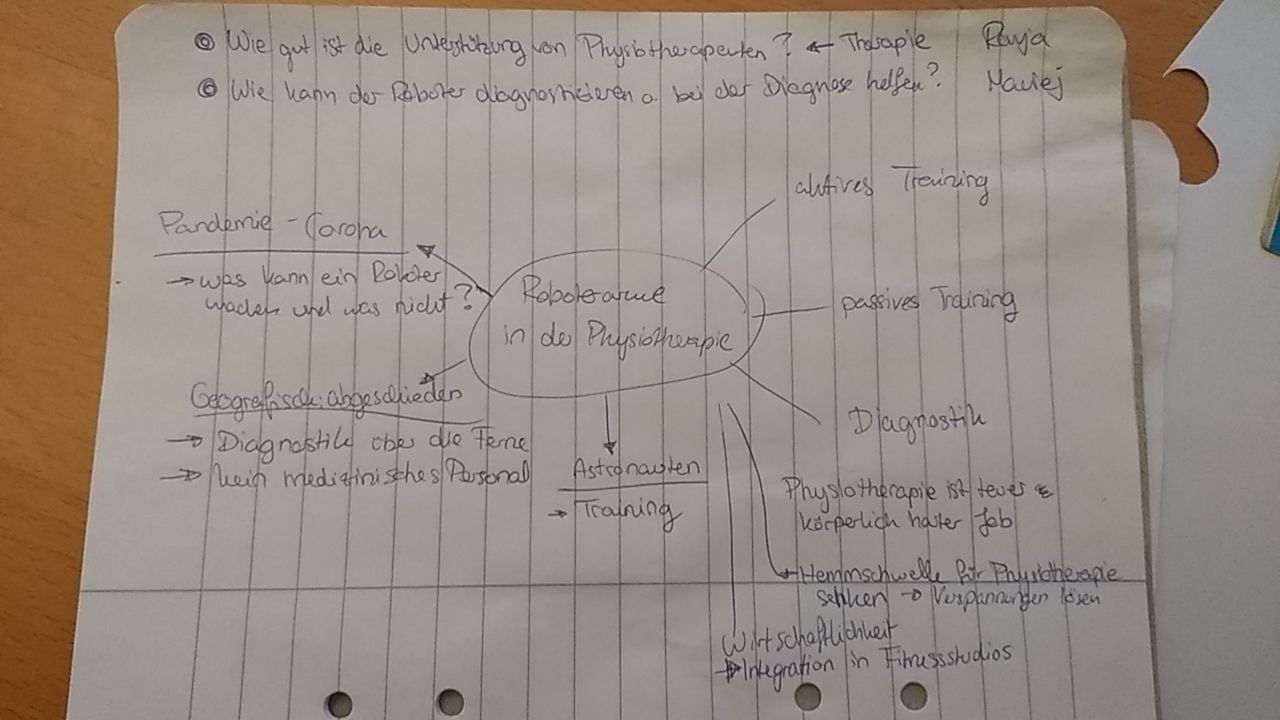 Wie gut ist die Unterstützung von Physiotherapeuten? ← Therapie Raya
Wie kann der Roboter diagnostizieren o. bei der Diagnose helfen? Maciej
aktives Training
Pandemie - Corona
→ was kann ein Roboter
machen und was nicht?
Roboterarme
in der Physiotherapie
passives Training
Geografisch abgeschieden
→ Diagnostik über die Ferne
→ kein medizinisches Personal
Diagnostik
Astronauten
→ Training
Physiotherapie ist teuer &
körperlich harter Job
Hemmschwelle für Physiotherapie
senken → Verspannungen lösen
Wirtschaftlichkeit
→ Integration in Fitnessstudios